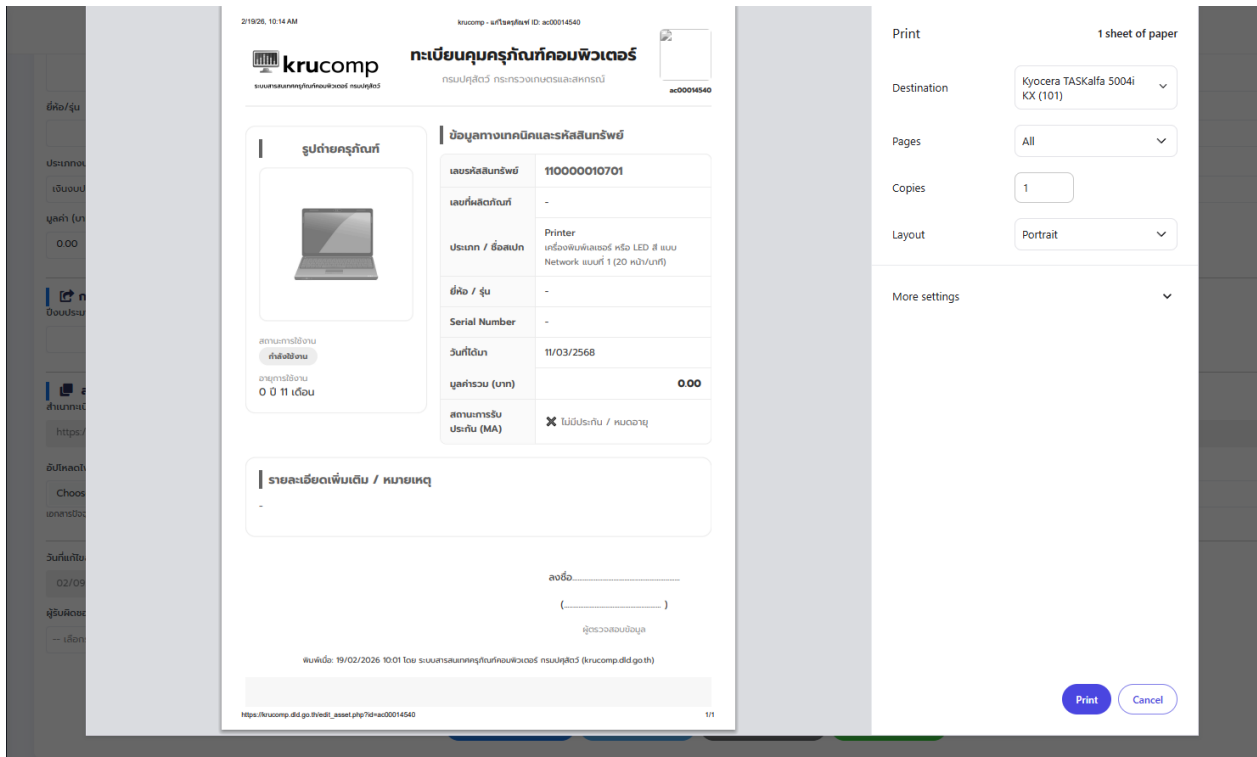 2/19/26, 10:14 AM
krucomp - แก้ไขครุภัณฑ์ ID: ac00014540
krucomp
ระบบสารสนเทศครุภัณฑ์คอมพิวเตอร์ กรมปศุสัตว์
ทะเบียนคุมครุภัณฑ์คอมพิวเตอร์
กรมปศุสัตว์ กระทรวงเกษตรและสหกรณ์
ac00014540
รูปถ่ายครุภัณฑ์
สถานะการใช้งาน
กำลังใช้งาน
อายุการใช้งาน
0 ปี 11 เดือน
ข้อมูลทางเทคนิคและรหัสสินทรัพย์
เลขรหัสสินทรัพย์ 110000010701
เลขที่ผลิตภัณฑ์ -
ประเภท / ชื่อสเปก
Printer
เครื่องพิมพ์เลเซอร์ หรือ LED สี แบบ
Network แบบที่ 1 (20 หน้า/นาที)
ยี่ห้อ / รุ่น -
Serial Number -
วันที่ได้มา 11/03/2568
มูลค่ารวม (บาท) 0.00
สถานะการรับ
ประกัน (MA)
ไม่มีประกัน / หมดอายุ
รายละเอียดเพิ่มเติม / หมายเหตุ
-
ลงชื่อ........................................
(.................................... )
ผู้ตรวจสอบข้อมูล
พิมพ์เมื่อ: 19/02/2026 10:01 โดย ระบบสารสนเทศครุภัณฑ์คอมพิวเตอร์ กรมปศุสัตว์ (krucomp.dld.go.th)
https://krucomp.dld.go.th/edit_asset.php?id=ac00014540
1/1
Print
1 sheet of paper
Destination
Kyocera TASKalfa 5004i
KX (101)
Pages
All
Copies
1
Layout
Portrait
More settings
Print
Cancel
ยี่ห้อ/รุ่น
มูลค่า (บา
0.00
https:/
Choos
02/09